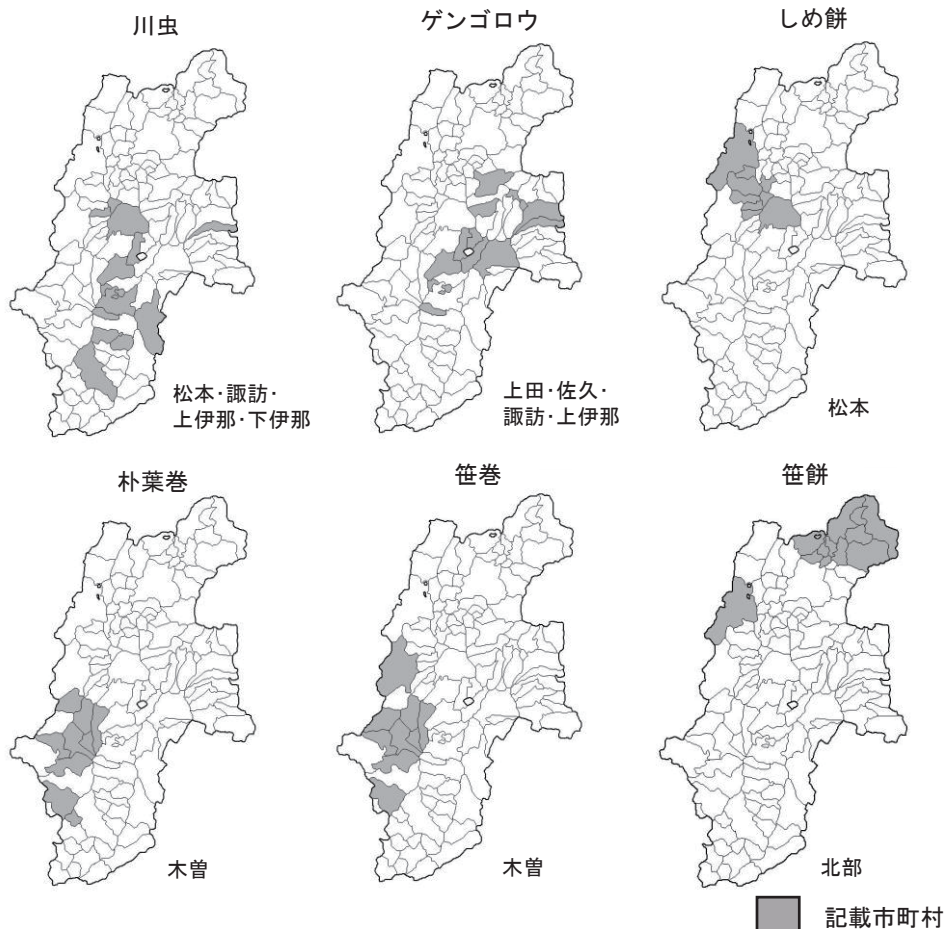 川虫
ゲンゴロウ
しめ餅
松本・諏訪・
上伊那・下伊那
上田・佐久・
諏訪・上伊那
松本
朴葉巻
笹巻
笹餅
木曽
木曽
北部
記載市町村